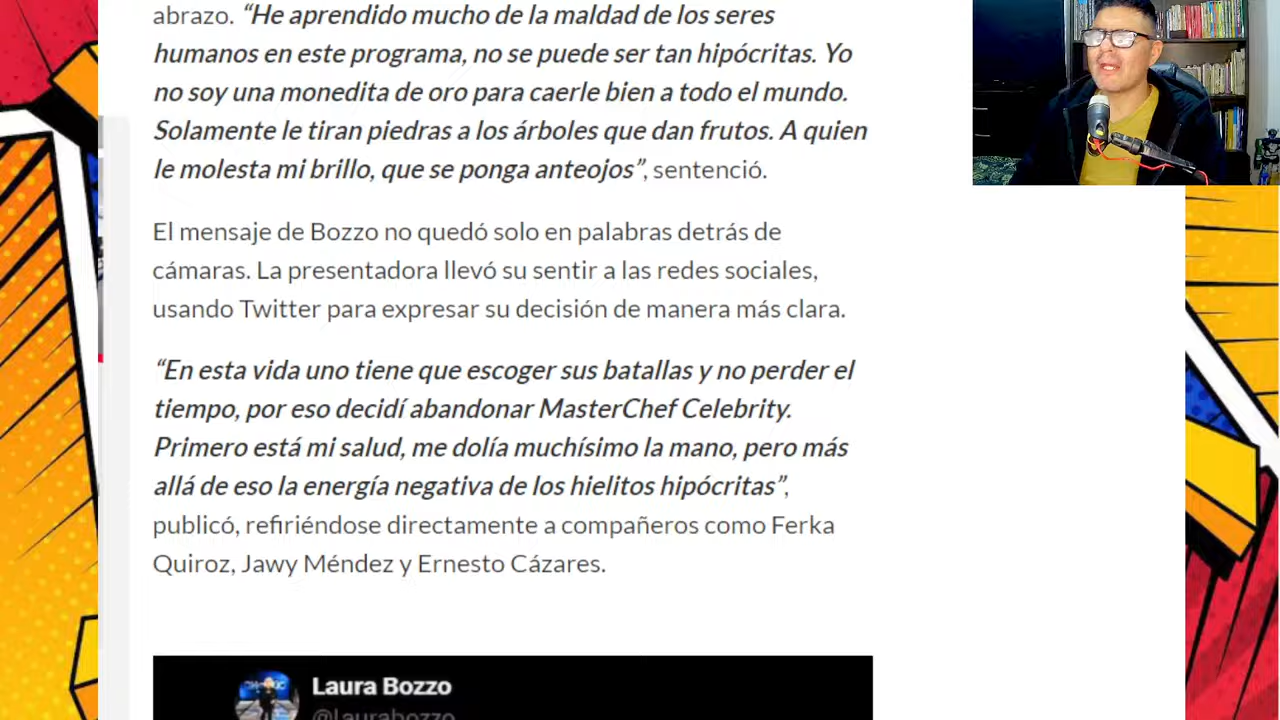 abrazo. “He aprendido mucho de la maldad de los seres
humanos en este programa, no se puede ser tan hipócritas. Yo
no soy una monedita de oro para caerle bien a todo el mundo.
Solamente le tiran piedras a los árboles que dan frutos. A quien
le molesta mi brillo, que se ponga anteojos”, sentenció.
El mensaje de Bozzo no quedó solo en palabras detrás de
cámaras. La presentadora llevó su sentir a las redes sociales,
usando Twitter para expresar su decisión de manera más clara.
“En esta vida uno tiene que escoger sus batallas y no perder el
tiempo, por eso decidí abandonar MasterChef Celebrity.
Primero está mi salud, me dolía muchísimo la mano, pero más
allá de eso la energía negativa de los hielitos hipócritas”,
publicó, refiriéndose directamente a compañeros como Ferka
Quiroz, Jawy Méndez y Ernesto Cázares.
Laura Bozzo
@laurabozzo